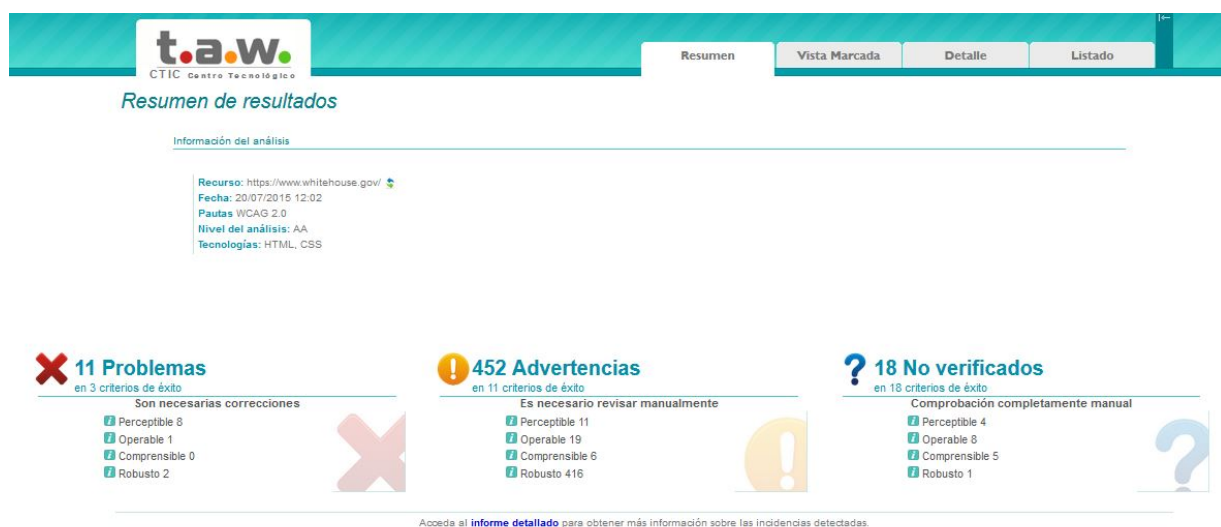 t.a.w.
CTIC Centro Tecnológico
Resumen
Vista Marcada
Detalle
Listado
Resumen de resultados
Información del análisis
Recurso: https://www.whitehouse.gov/
Fecha: 20/07/2015 12:02
Pautas WCAG 2.0
Nivel del análisis: AA
Tecnologías: HTML, CSS
11 Problemas
en 3 criterios de éxito
Son necesarias correcciones
Perceptible 8
Operable 1
Comprensible 0
Robusto 2
452 Advertencias
en 11 criterios de éxito
Es necesario revisar manualmente
Perceptible 11
Operable 19
Comprensible 6
Robusto 416
18 No verificados
en 18 criterios de éxito
Comprobación completamente manual
Perceptible 4
Operable 8
Comprensible 5
Robusto 1
Acceda al informe detallado para obtener más información sobre las incidencias detectadas.